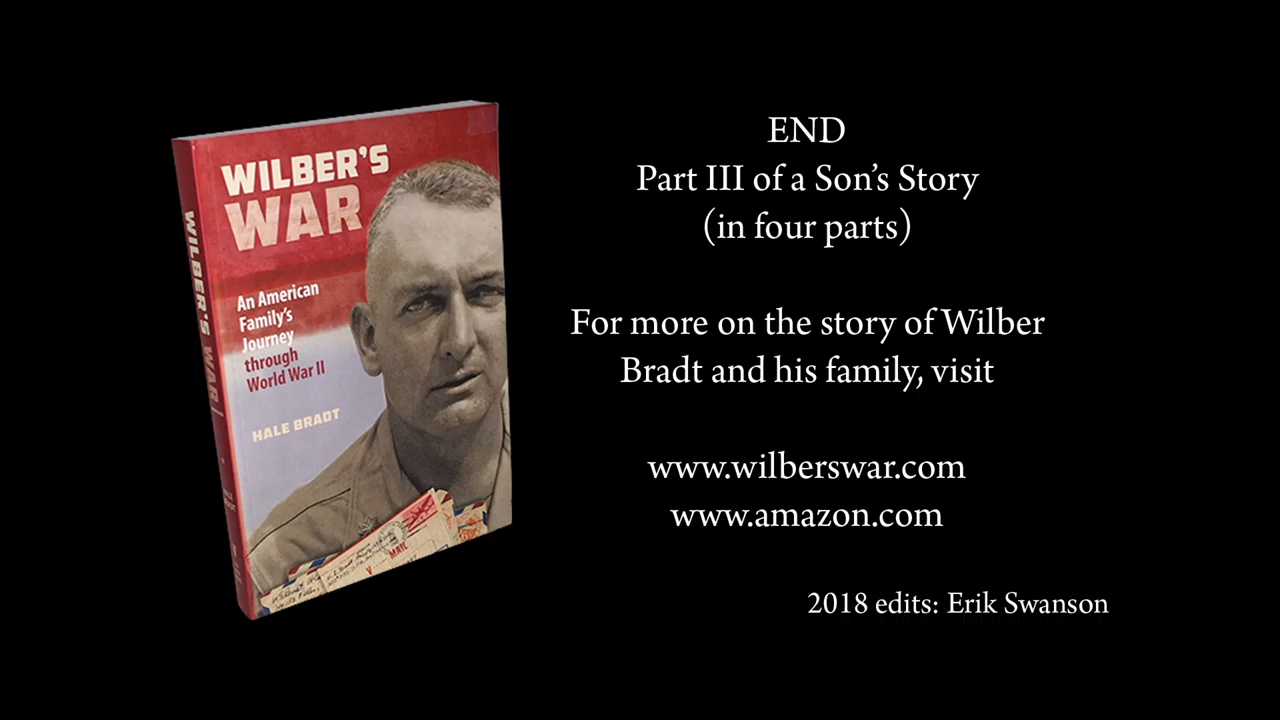 WILBER'S
WAR
An American
Family's
Journey
through
World War II
HALE BRADT
WILBER'S WAR
MAIL
END
Part III of a Son's Story
(in four parts)
For more on the story of Wilber
Bradt and his family, visit
www.wilberswar.com
www.amazon.com
2018 edits: Erik Swanson